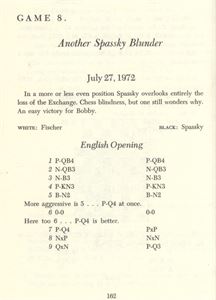 GAME 8.
Another Spassky Blunder
July 27, 1972
In a more or less even position Spassky overlooks entirely the
loss of the Exchange. Chess blindness, but one still wonders why.
An easy victory for Bobby.
WHITE: Fischer BLACK: Spassky
English Opening
1 P-QB4 P-QB4
2 N-QB3 N-QB3
3 N-B3 N-B3
4 P-KN3 P-KN3
5 B-N2 B-N2
More aggressive is 5 . . . P-Q4 at once.
6 0-0 0-0
Here too 6 . . . P-Q4 is better.
7 P-Q4 PxP
8 NxP NxN
9 QxN P-Q3
102